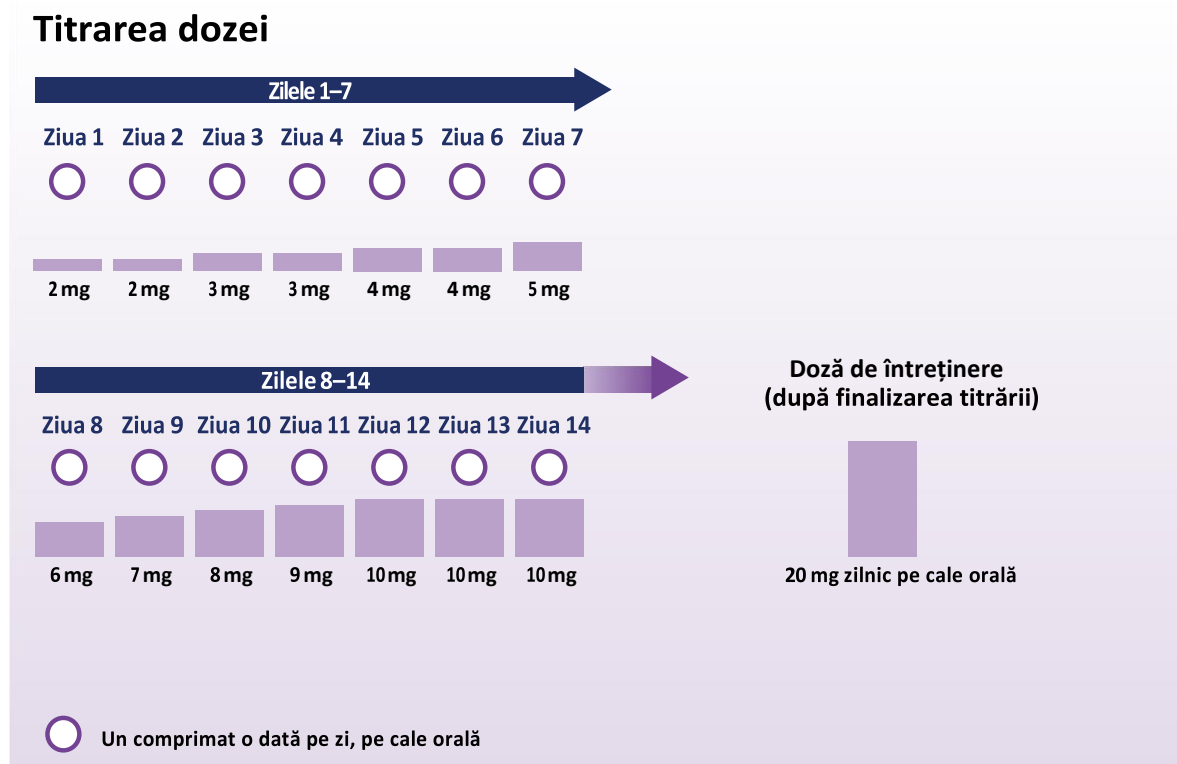 Titrarea dozei
Zilele 1–7
Ziua 1 Ziua 2 Ziua 3 Ziua 4 Ziua 5 Ziua 6 Ziua 7
2 mg 2 mg 3 mg 3 mg 4 mg 4 mg 5 mg
Zilele 8–14
Ziua 8 Ziua 9 Ziua 10 Ziua 11 Ziua 12 Ziua 13 Ziua 14
6 mg 7 mg 8 mg 9 mg 10 mg 10 mg 10 mg
Doză de întreținere
(după finalizarea titrării)
20 mg zilnic pe cale orală
Un comprimat o dată pe zi, pe cale orală